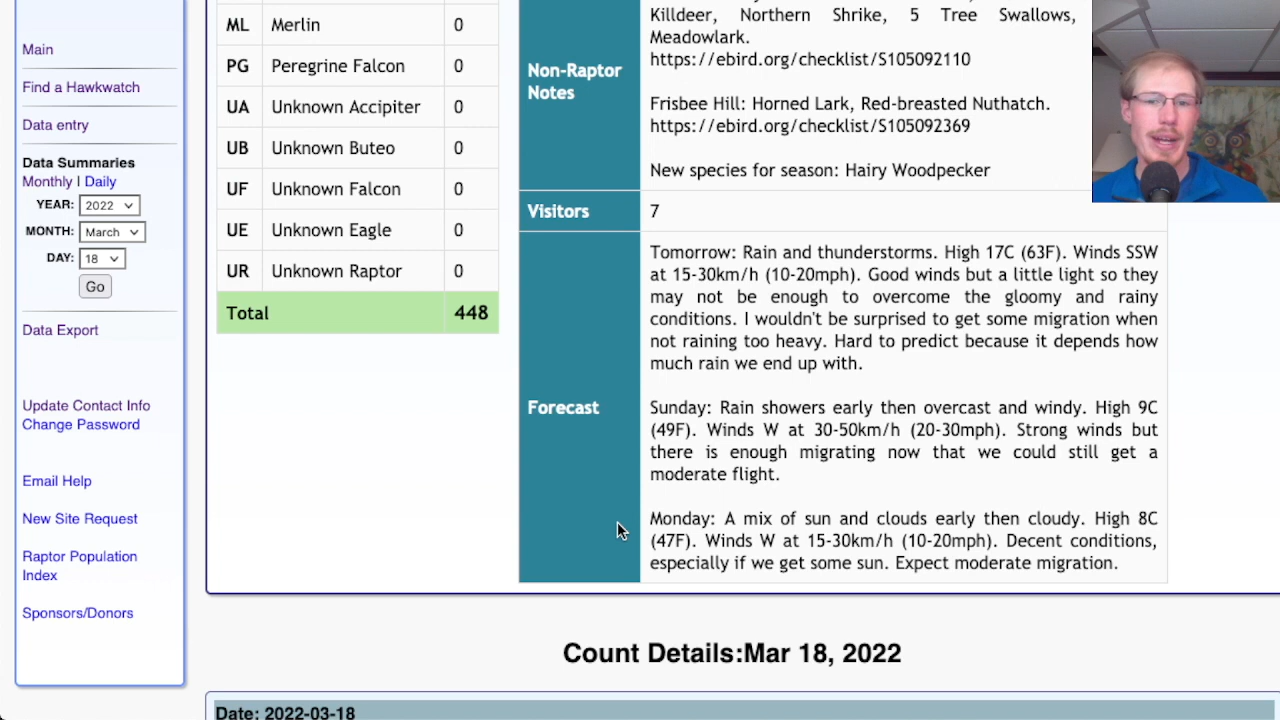 Main
Find a Hawkwatch
Data entry
Data Summaries
Monthly | Daily
YEAR: 2022
MONTH: March
DAY: 18
Go
Data Export
Update Contact Info
Change Password
Email Help
New Site Request
Raptor Population
Index
Sponsors/Donors
ML Merlin 0
PG Peregrine Falcon 0
UA Unknown Accipiter 0
UB Unknown Buteo 0
UF Unknown Falcon 0
UE Unknown Eagle 0
UR Unknown Raptor 0
Total 448
Non-Raptor
Notes
Killdeer, Northern Shrike, 5 Tree Swallows,
Meadowlark.
https://ebird.org/checklist/S105092110
Frisbee Hill: Horned Lark, Red-breasted Nuthatch.
https://ebird.org/checklist/S105092369
New species for season: Hairy Woodpecker
Visitors 7
Forecast
Tomorrow: Rain and thunderstorms. High 17C (63F). Winds SSW
at 15-30km/h (10-20mph). Good winds but a little light so they
may not be enough to overcome the gloomy and rainy
conditions. I wouldn't be surprised to get some migration when
not raining too heavy. Hard to predict because it depends how
much rain we end up with.
Sunday: Rain showers early then overcast and windy. High 9C
(49F). Winds W at 30-50km/h (20-30mph). Strong winds but
there is enough migrating now that we could still get a
moderate flight.
Monday: A mix of sun and clouds early then cloudy. High 8C
(47F). Winds W at 15-30km/h (10-20mph). Decent conditions,
especially if we get some sun. Expect moderate migration.
Count Details:Mar 18, 2022
Date: 2022-03-18